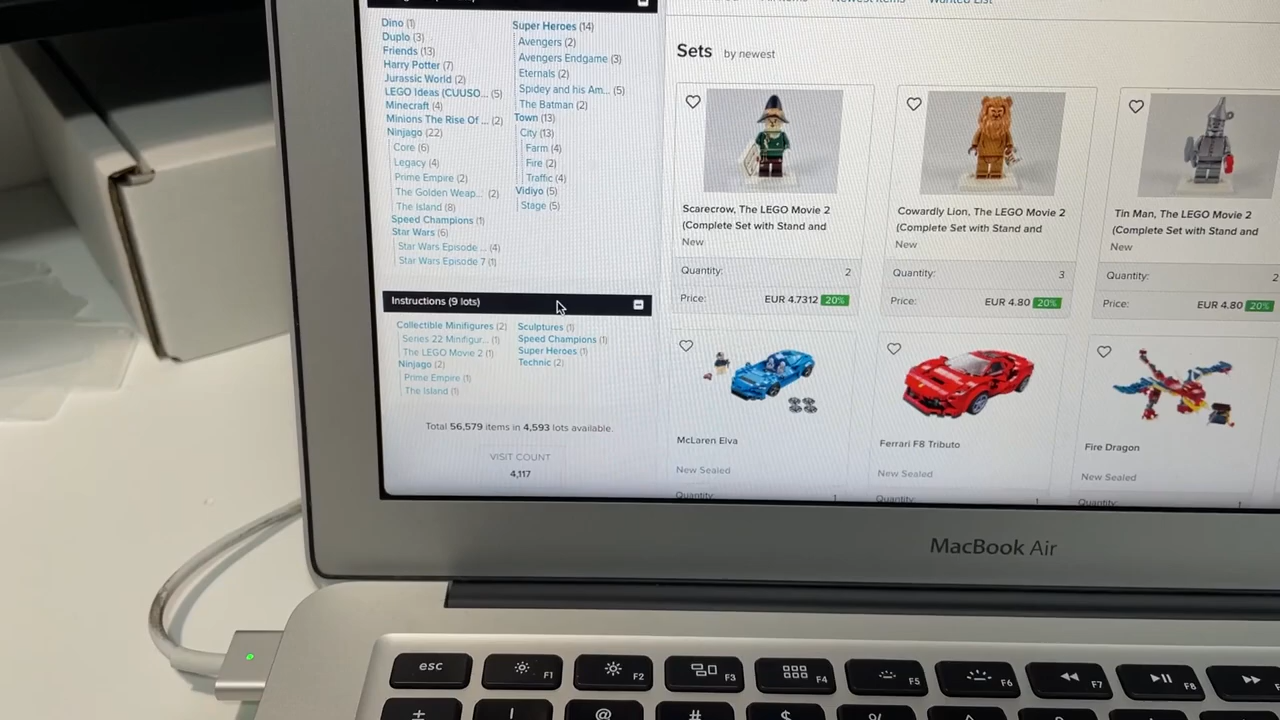 Dino (1)
Duplo (3)
Friends (13)
Harry Potter (7)
Jurassic World (2)
LEGO Ideas (CUUSO... (5)
Minecraft (4)
Minions The Rise Of ... (2)
Ninjago (22)
Core (6)
Legacy (4)
Prime Empire (2)
The Golden Weap... (2)
The Island (8)
Speed Champions (1)
Star Wars (6)
Star Wars Episode ... (4)
Star Wars Episode 7 (1)
Super Heroes (14)
Avengers (2)
Avengers Endgame (3)
Eternals (2)
Spidey and his Am... (5)
The Batman (2)
Town (13)
City (13)
Farm (4)
Fire (2)
Traffic (4)
Vidiyo (5)
Stage (5)
Instructions (9 lots)
Collectible Minifigures (2)
Series 22 Minifigur... (1)
The LEGO Movie 2 (1)
Ninjago (2)
Prime Empire (1)
The Island (1)
Sculptures (1)
Speed Champions (1)
Super Heroes (1)
Technic (2)
Total 56,579 items in 4,593 lots available.
VISIT COUNT
4,117
Wanted List
Sets by newest
Scarecrow, The LEGO Movie 2
(Complete Set with Stand and
New
Quantity: 2
Price: EUR 4.7312 20%
Cowardly Lion, The LEGO Movie 2
(Complete Set with Stand and
New
Quantity: 3
Price: EUR 4.80 20%
Tin Man, The LEGO Movie 2
(Complete Set with Stand and
New
Quantity: 2
Price: EUR 4.80 20%
McLaren Elva
New Sealed
Quantity: 1
Ferrari F8 Tributo
New Sealed
Quantity: 1
Fire Dragon
New Sealed
Quantity: 1
MacBook Air
esc F1 F2 F3 F4 F5 F6 F7 F8
! @ # $ %